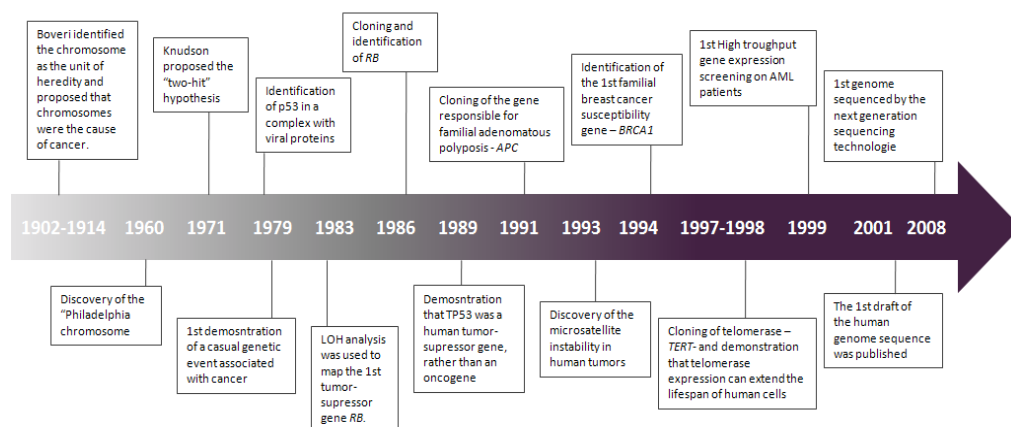 Boveri identified
the chromosome
as the unit of
heredity and
proposed that
chromosomes
were the cause
of cancer.
Knudson
proposed the
“two-hit”
hypothesis
Identification
of p53 in a
complex with
viral proteins
Cloning and
identification
of RB
Cloning of the gene
responsible for
familial adenomatous
polyposis - APC
Identification of
the 1st familial
breast cancer
susceptibility
gene – BRCA1
1st High troughput
gene expression
screening on AML
patients
1st genome
sequenced by the
next generation
sequencing
technologie
1902-1914 1960 1971 1979 1983 1986 1989 1991 1993 1994 1997-1998 1999 2001 2008
Discovery of the
“Philadelphia
chromosome
1st demosntration
of a casual genetic
event associated
with cancer
LOH analysis
was used to
map the 1st
tumor-
supressor
gene RB.
Demosntration
that TP53 was a
human tumor-
supressor gene,
rather than an
oncogene
Discovery of the
microsatellite
instability in
human tumors
Cloning of telomerase –
TERT- and demonstration
that telomerase
expression can extend the
lifespan of human cells
The 1st draft of
the human
genome sequence
was published